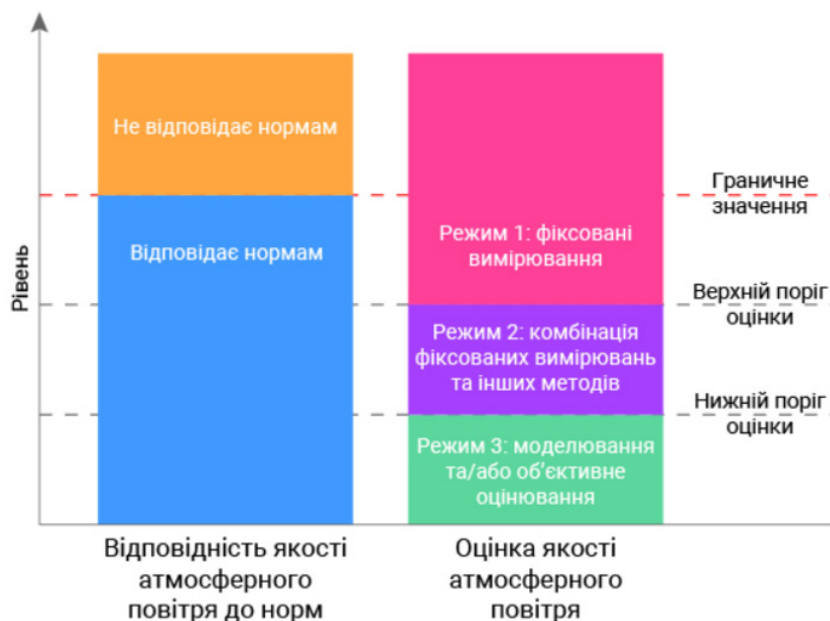 Рівень
Не відповідає нормам
Відповідає нормам
Режим 1: фіксовані
вимірювання
Режим 2: комбінація
фіксованих вимірювань
та інших методів
Режим 3: моделювання
та/або об’єктивне
оцінювання
Граничне
значення
Верхній поріг
оцінки
Нижній поріг
оцінки
Відповідність якості
атмосферного
повітря до норм
Оцінка якості
атмосферного
повітря